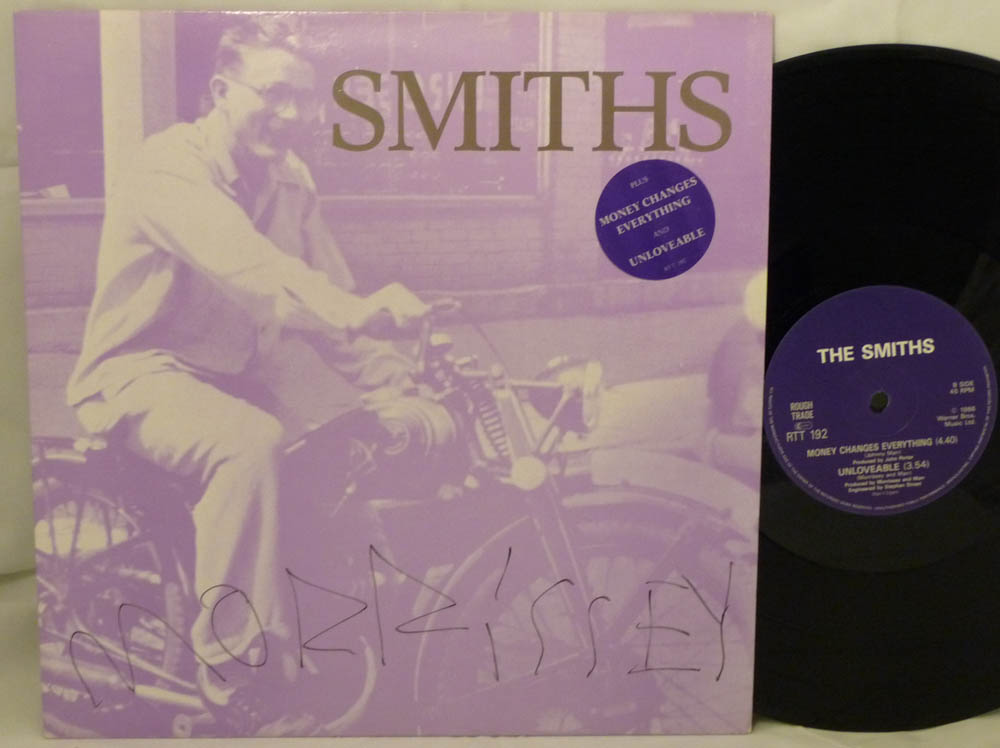 SMITHS
PLUS
MONEY CHANGES
EVERYTHING
AND
UNLOVEABLE
RTT 192
MORRISSEY
THE SMITHS
B SIDE
45 RPM
ROUGH
TRADE
RTT 192
℗ 1986
Warner Bros.
Music Ltd.
MONEY CHANGES EVERYTHING (4.40)
(Johnny Marr)
Produced by John Porter
UNLOVEABLE (3.54)
(Morrissey and Marr)
Produced by Morrissey and Marr
Engineered by Stephen Street